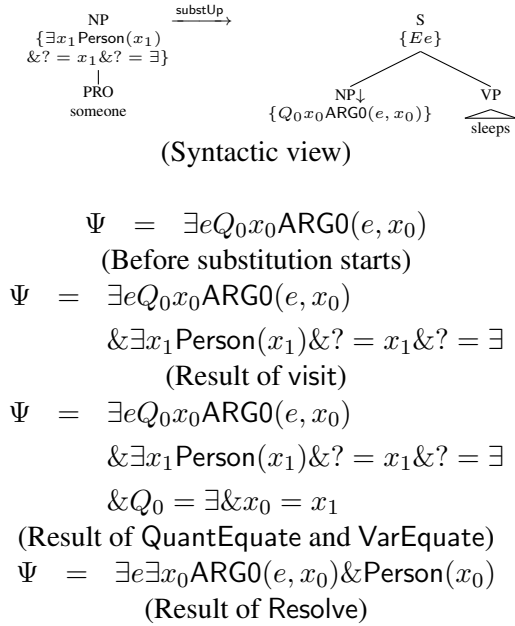 NP
{∃x₁Person(x₁)
&? = x₁&? = ∃}
PRO
someone
substUp
S
{Ee}
NP↓
{Q₀x₀ARG0(e, x₀)}
VP
sleeps
(Syntactic view)
Ψ = ∃eQ₀x₀ARG0(e, x₀)
(Before substitution starts)
Ψ = ∃eQ₀x₀ARG0(e, x₀)
&∃x₁Person(x₁)&? = x₁&? = ∃
(Result of visit)
Ψ = ∃eQ₀x₀ARG0(e, x₀)
&∃x₁Person(x₁)&? = x₁&? = ∃
&Q₀ = ∃&x₀ = x₁
(Result of QuantEquate and VarEquate)
Ψ = ∃e∃x₀ARG0(e, x₀)&Person(x₀)
(Result of Resolve)